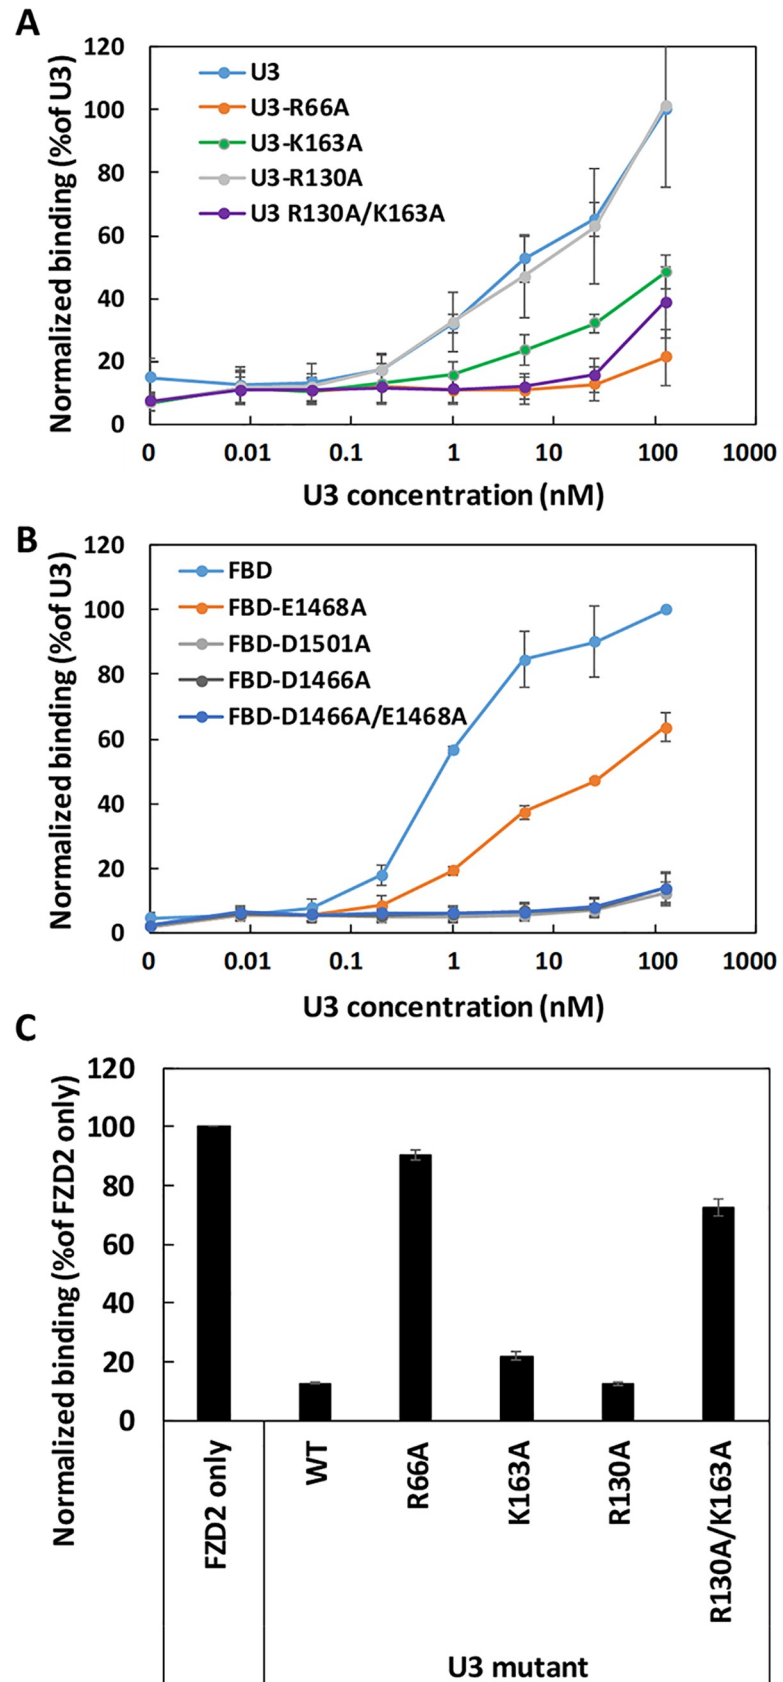 A
Normalized binding (%of U3)
120
100
80
60
40
20
0
U3
U3-R66A
U3-K163A
U3-R130A
U3 R130A/K163A
0 0.01 0.1 1 10 100 1000
U3 concentration (nM)
B
Normalized binding (%of U3)
120
100
80
60
40
20
0
FBD
FBD-E1468A
FBD-D1501A
FBD-D1466A
FBD-D1466A/E1468A
0 0.01 0.1 1 10 100 1000
U3 concentration (nM)
C
Normalized binding (%of FZD2 only)
120
100
80
60
40
20
0
FZD2 only
WT
R66A
K163A
R130A
R130A/K163A
U3 mutant